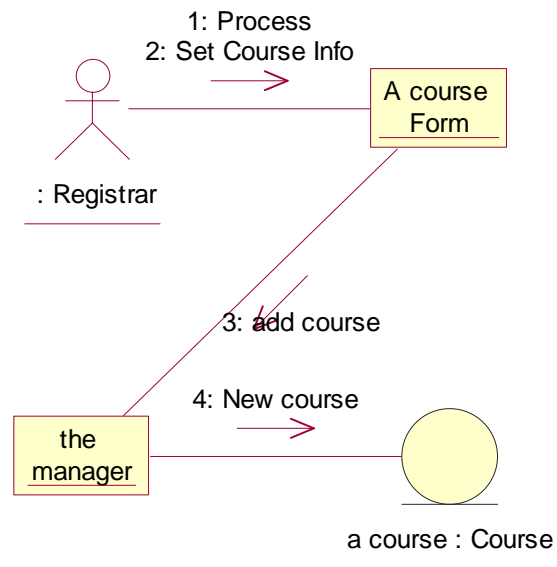 1: Process
2: Set Course Info
A course
Form
: Registrar
3: add course
4: New course
the
manager
a course : Course